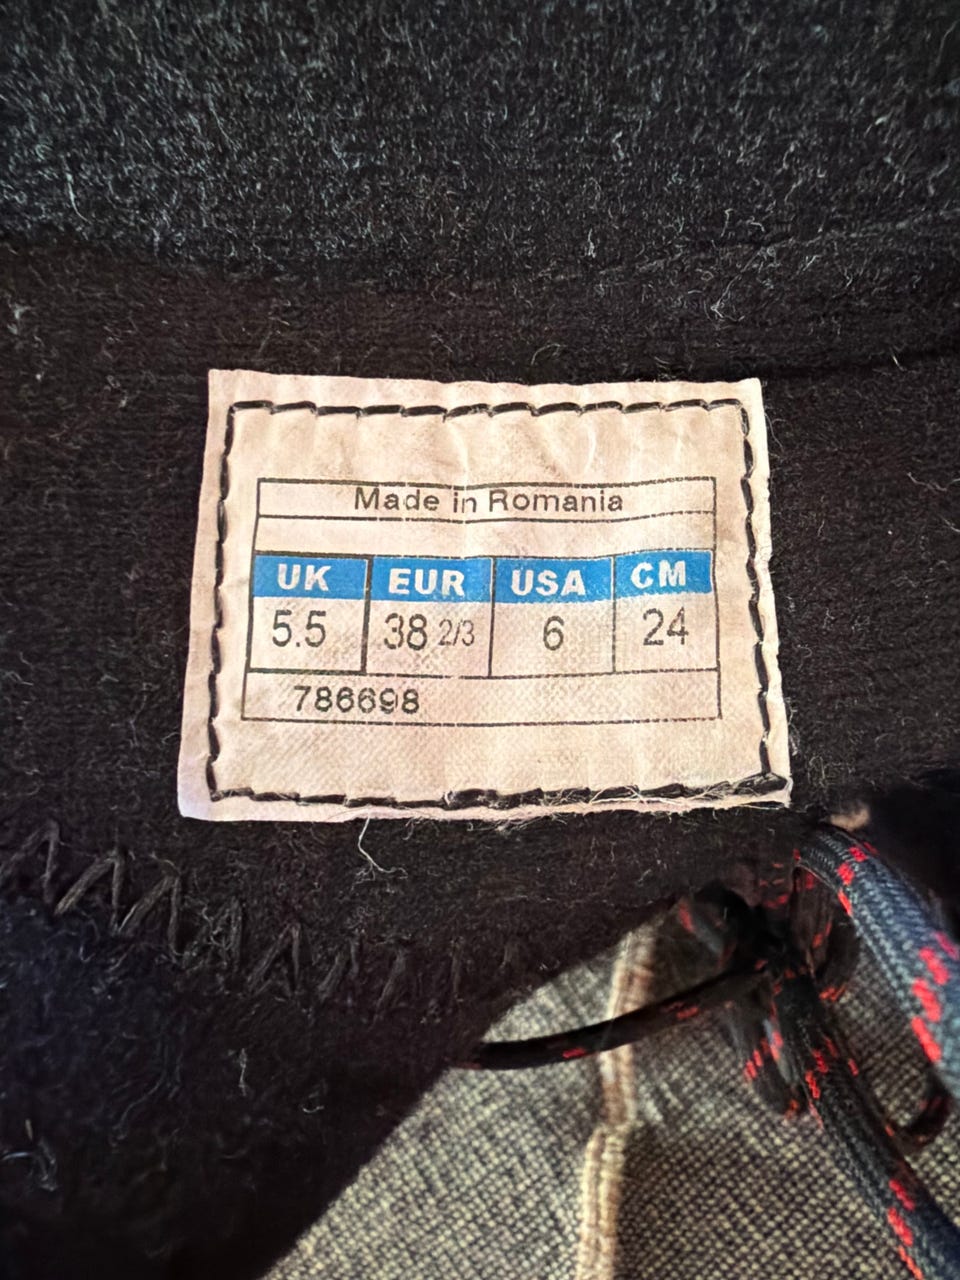 Made in Romania
UK EUR USA CM
5.5 38 2/3 6 24
786698